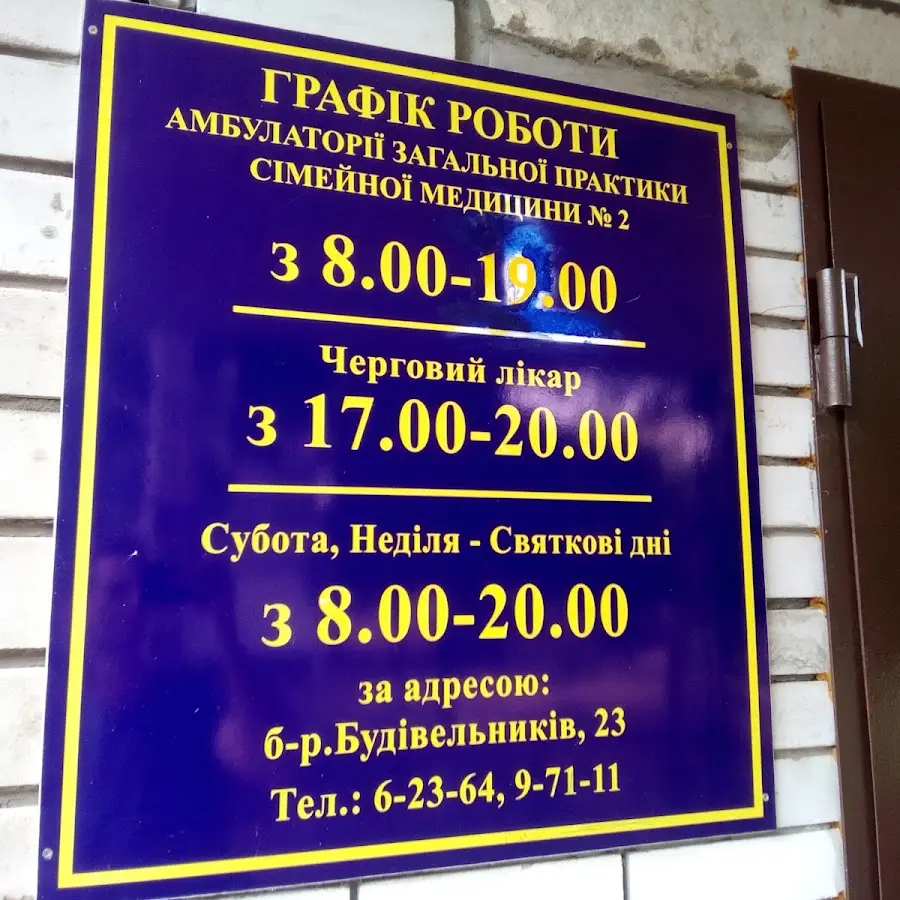 ГРАФІК РОБОТИ
АМБУЛАТОРІЇ ЗАГАЛЬНОЇ ПРАКТИКИ
СІМЕЙНОЇ МЕДИЦИНИ № 2
з 8.00-19.00
Черговий лікар
з 17.00-20.00
Субота, Неділя - Святкові дні
з 8.00-20.00
за адресою:
б-р.Будівельників, 23
Тел.: 6-23-64, 9-71-11